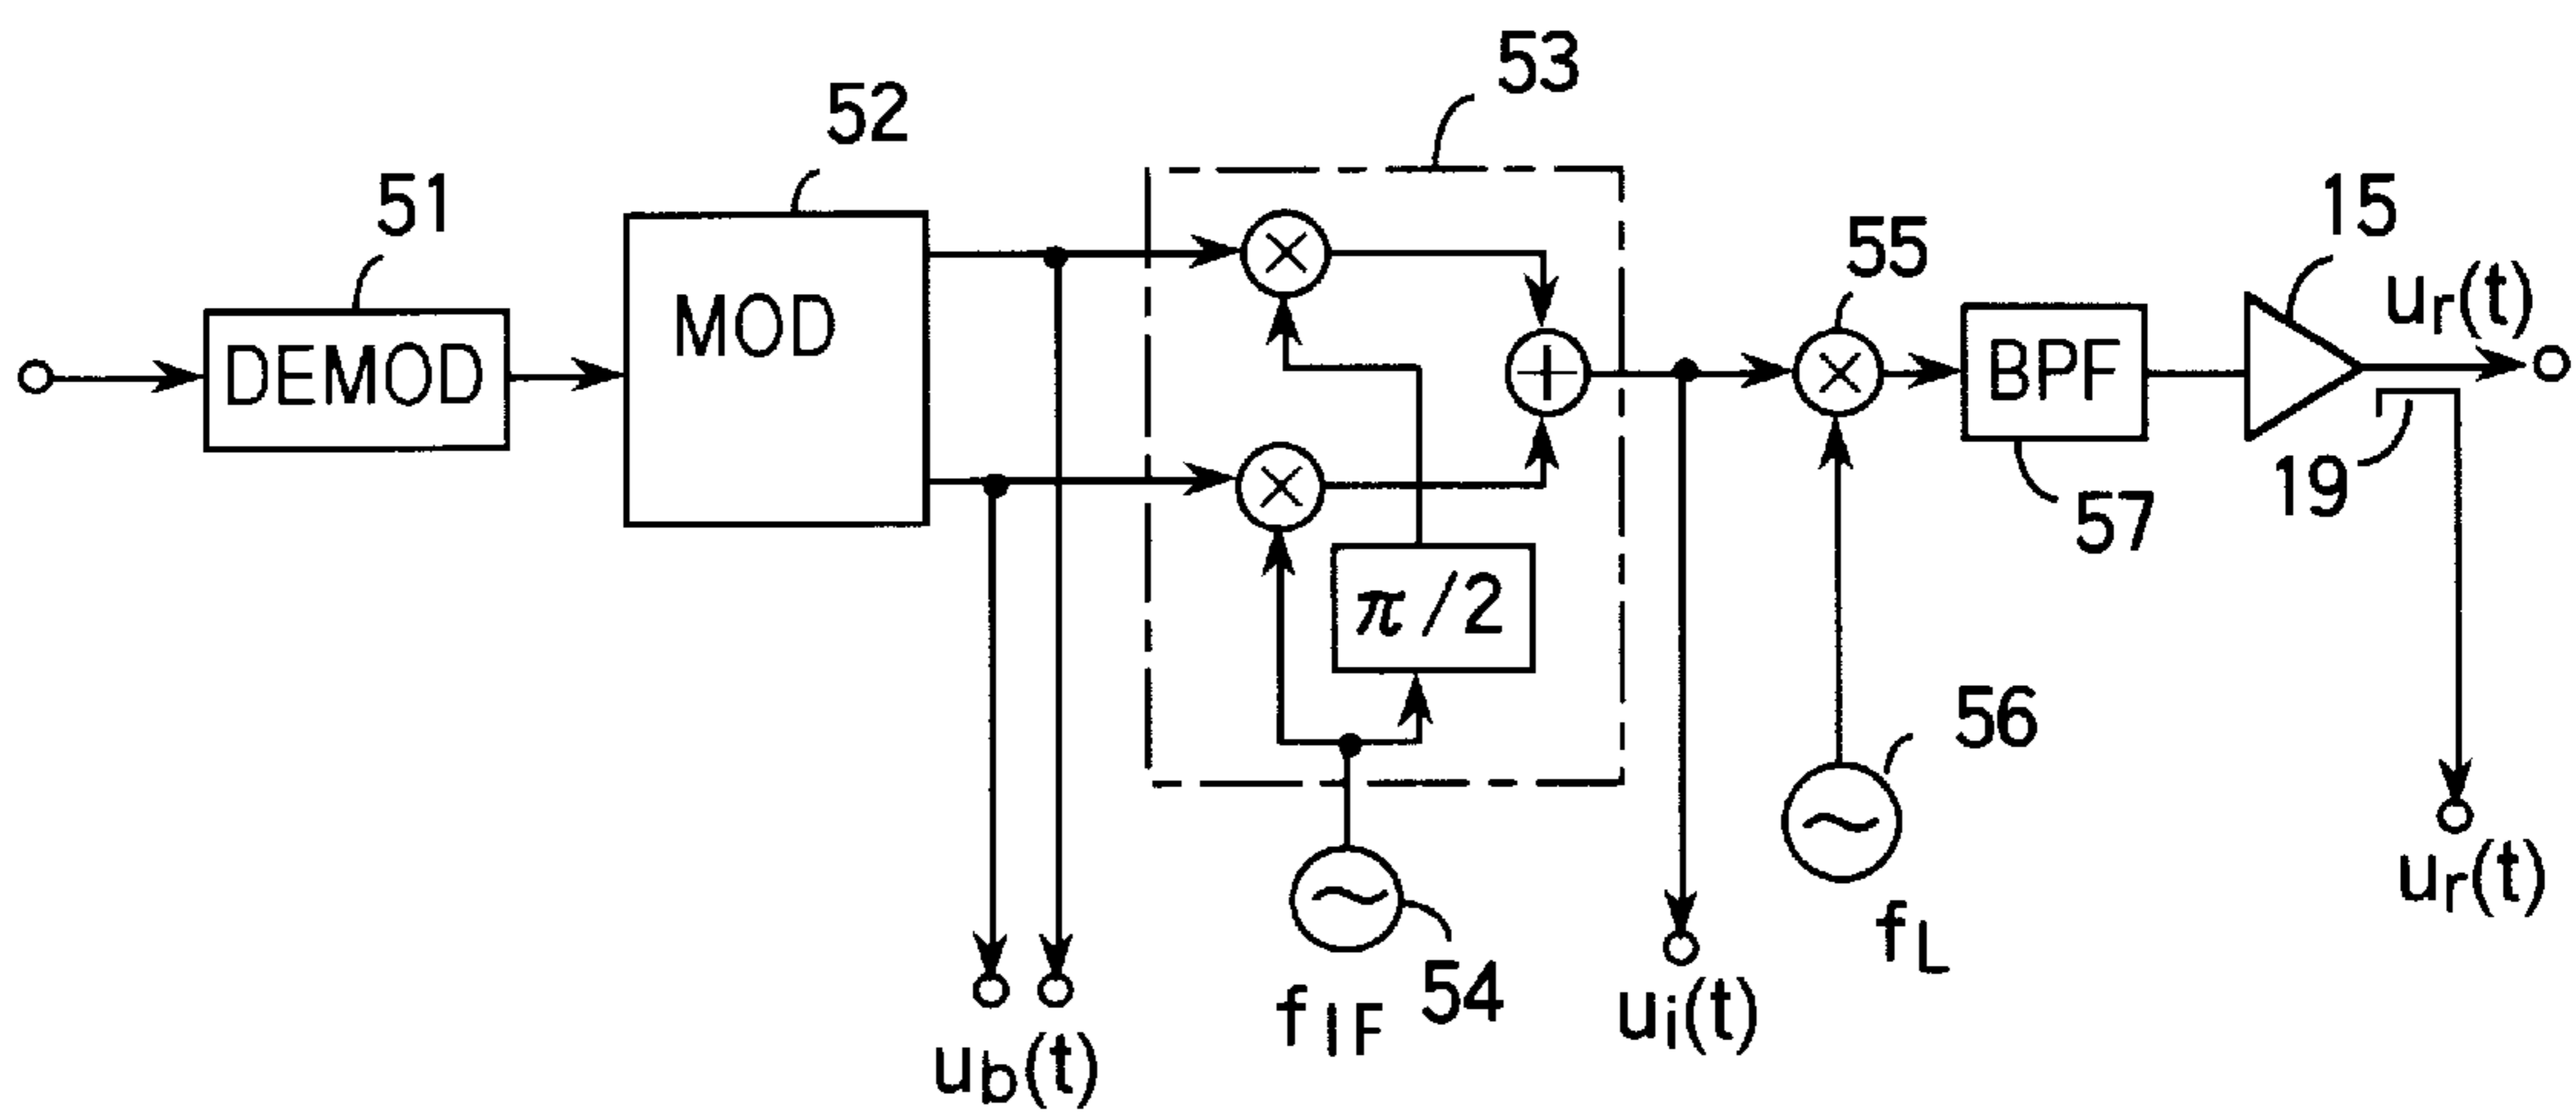 53
52
51
15
55
ur(t)
MOD
DEMOD
BPF
19
57
π/2
56
fL
54
fIF
ui(t)
ur(t)
ub(t)